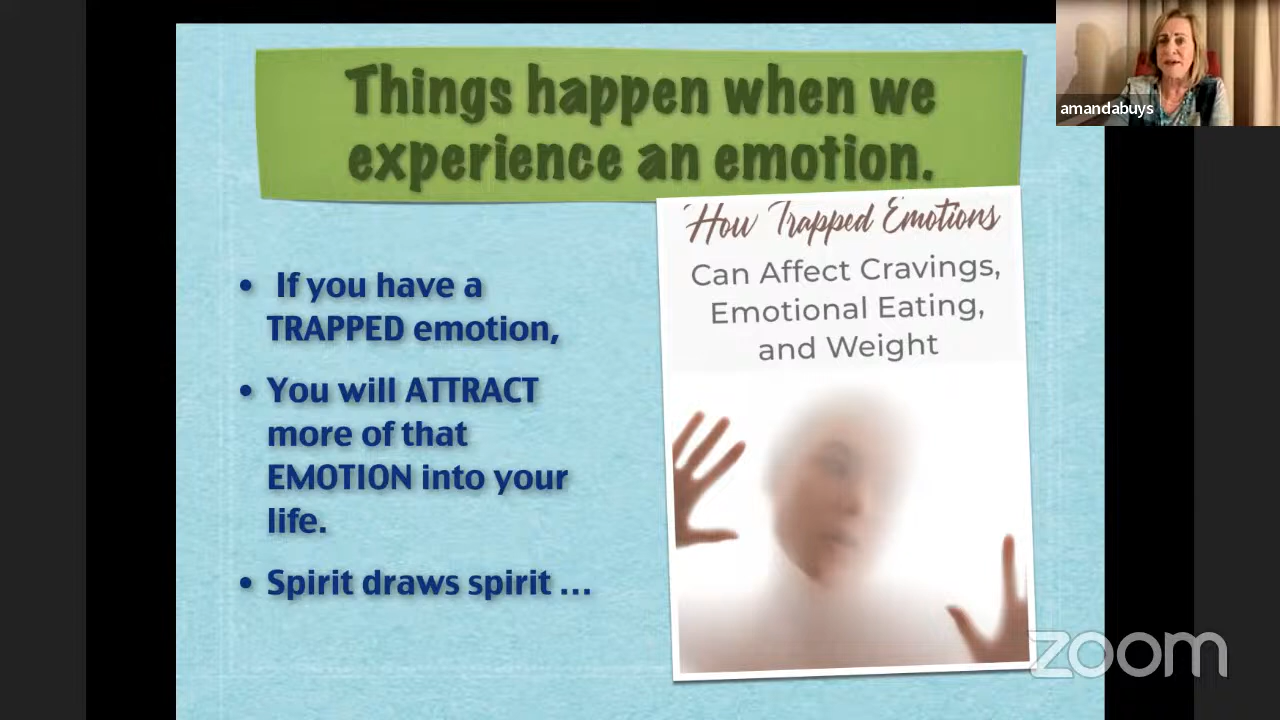 Things happen when we
experience an emotion.
amandabuys
How Trapped Emotions
Can Affect Cravings,
Emotional Eating,
and Weight
• If you have a
TRAPPED emotion,
• You will ATTRACT
more of that
EMOTION into your
life.
• Spirit draws spirit ...
zoom